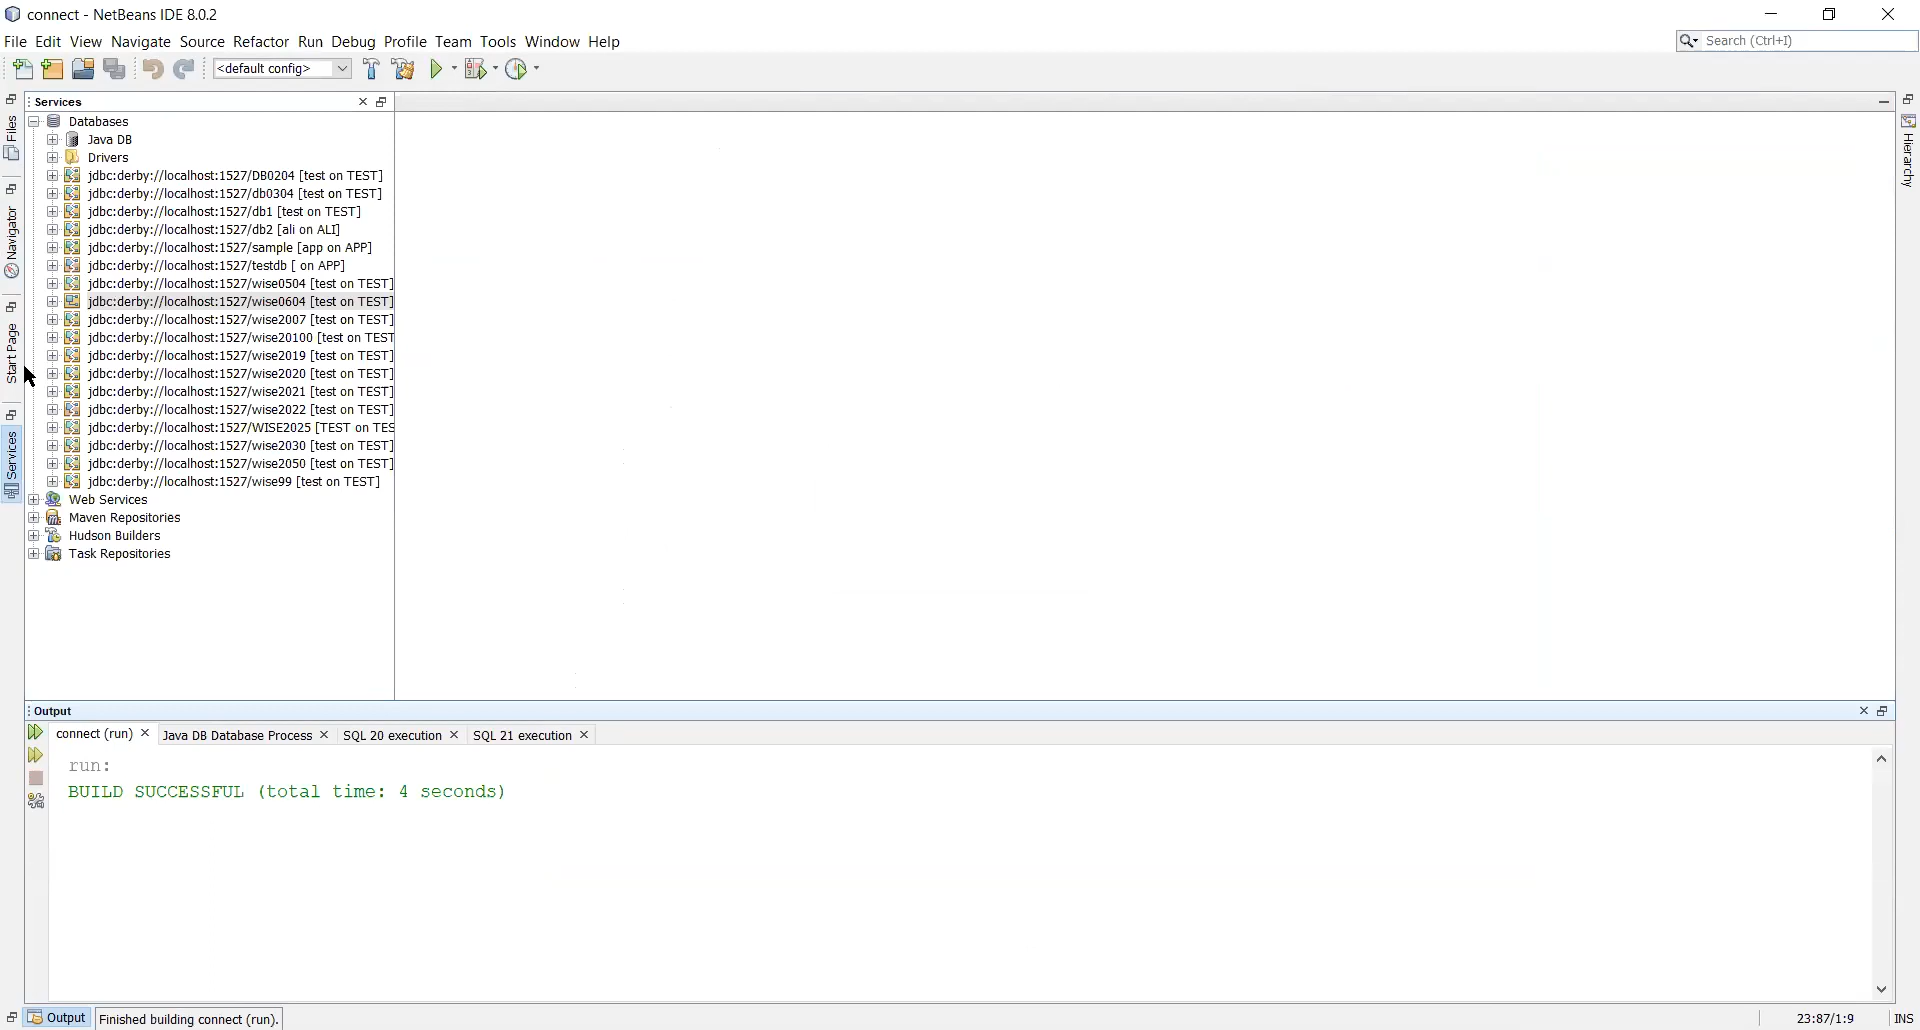 connect - NetBeans IDE 8.0.2
File Edit View Navigate Source Refactor Run Debug Profile Team Tools Window Help
Search (Ctrl+I)
<default config>
Files
Navigator
Start Page
Services
Services
Databases
Java DB
Drivers
jdbc:derby://localhost:1527/DB0204 [test on TEST]
jdbc:derby://localhost:1527/db0304 [test on TEST]
jdbc:derby://localhost:1527/db1 [test on TEST]
jdbc:derby://localhost:1527/db2 [ali on ALI]
jdbc:derby://localhost:1527/sample [app on APP]
jdbc:derby://localhost:1527/testdb [ on APP]
jdbc:derby://localhost:1527/wise0504 [test on TEST]
jdbc:derby://localhost:1527/wise0604 [test on TEST]
jdbc:derby://localhost:1527/wise2007 [test on TEST]
jdbc:derby://localhost:1527/wise20100 [test on TEST
jdbc:derby://localhost:1527/wise2019 [test on TEST]
jdbc:derby://localhost:1527/wise2020 [test on TEST]
jdbc:derby://localhost:1527/wise2021 [test on TEST]
jdbc:derby://localhost:1527/wise2022 [test on TEST]
jdbc:derby://localhost:1527/WISE2025 [TEST on TES
jdbc:derby://localhost:1527/wise2030 [test on TEST]
jdbc:derby://localhost:1527/wise2050 [test on TEST]
jdbc:derby://localhost:1527/wise99 [test on TEST]
Web Services
Maven Repositories
Hudson Builders
Task Repositories
Hierarchy
Output
connect (run) Java DB Database Process SQL 20 execution SQL 21 execution
run:
BUILD SUCCESSFUL (total time: 4 seconds)
Output Finished building connect (run).
23:87/1:9 INS